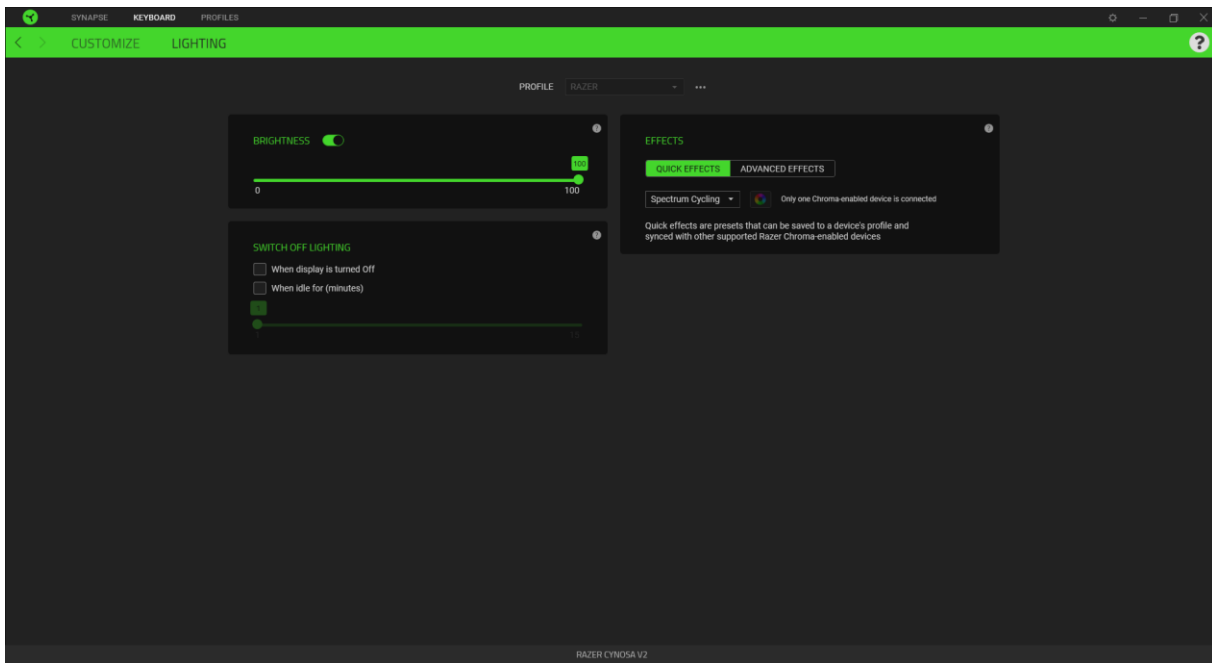 SYNAPSE KEYBOARD PROFILES
CUSTOMIZE LIGHTING
?
PROFILE RAZER
BRIGHTNESS
?
100
0 100
SWITCH OFF LIGHTING
?
When display is turned Off
When idle for (minutes)
1
1 15
EFFECTS
?
QUICK EFFECTS ADVANCED EFFECTS
Spectrum Cycling Only one Chroma-enabled device is connected
Quick effects are presets that can be saved to a device's profile and
synced with other supported Razer Chroma-enabled devices
RAZER CYNOSA V2